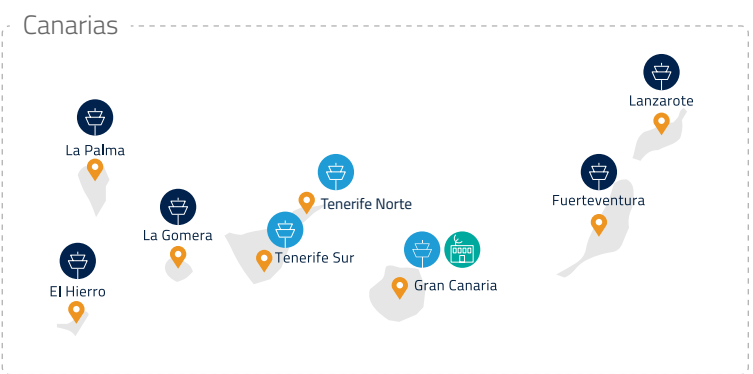 Canarias
Lanzarote
La Palma
Fuerteventura
Tenerife Norte
La Gomera
Tenerife Sur
Gran Canaria
El Hierro